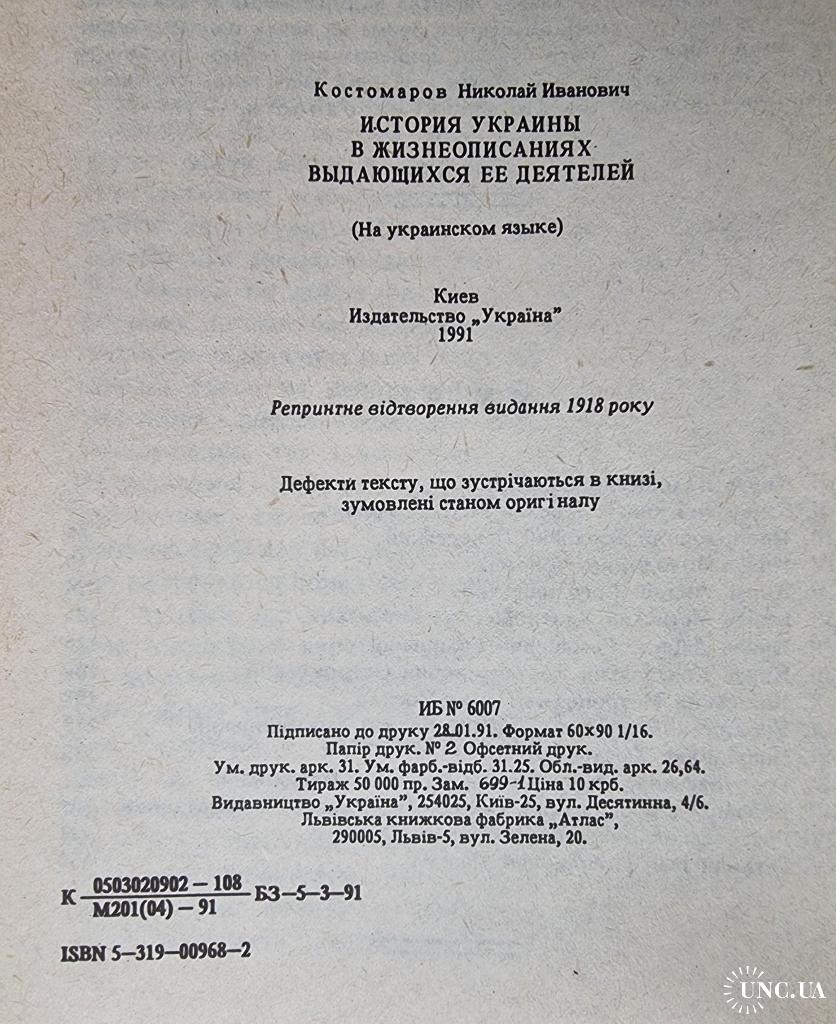 Костомаров Николай Иванович
ИСТОРИЯ УКРАИНЫ
В ЖИЗНЕОПИСАНИЯХ
ВЫДАЮЩИХСЯ ЕЕ ДЕЯТЕЛЕЙ
(На украинском языке)
Киев
Издательство „Україна”
1991
Репринтне відтворення видання 1918 року
Дефекти тексту, що зустрічаються в книзі,
зумовлені станом оригіналу
ИБ № 6007
Підписано до друку 28.01.91. Формат 60×90 1/16.
Папір друк. № 2 Офсетний друк.
Ум. друк. арк. 31. Ум. фарб.-відб. 31.25. Обл.-вид. арк. 26,64.
Тираж 50 000 пр. Зам. 699-1 Ціна 10 крб.
Видавництво „Україна”, 254025, Київ-25, вул. Десятинна, 4/6.
Львівська книжкова фабрика „Атлас”,
290005, Львів-5, вул. Зелена, 20.
К 0503020902 — 108 БЗ—5—3—91
М201(04) — 91
ISBN 5—319—00968—2
UNC.UA